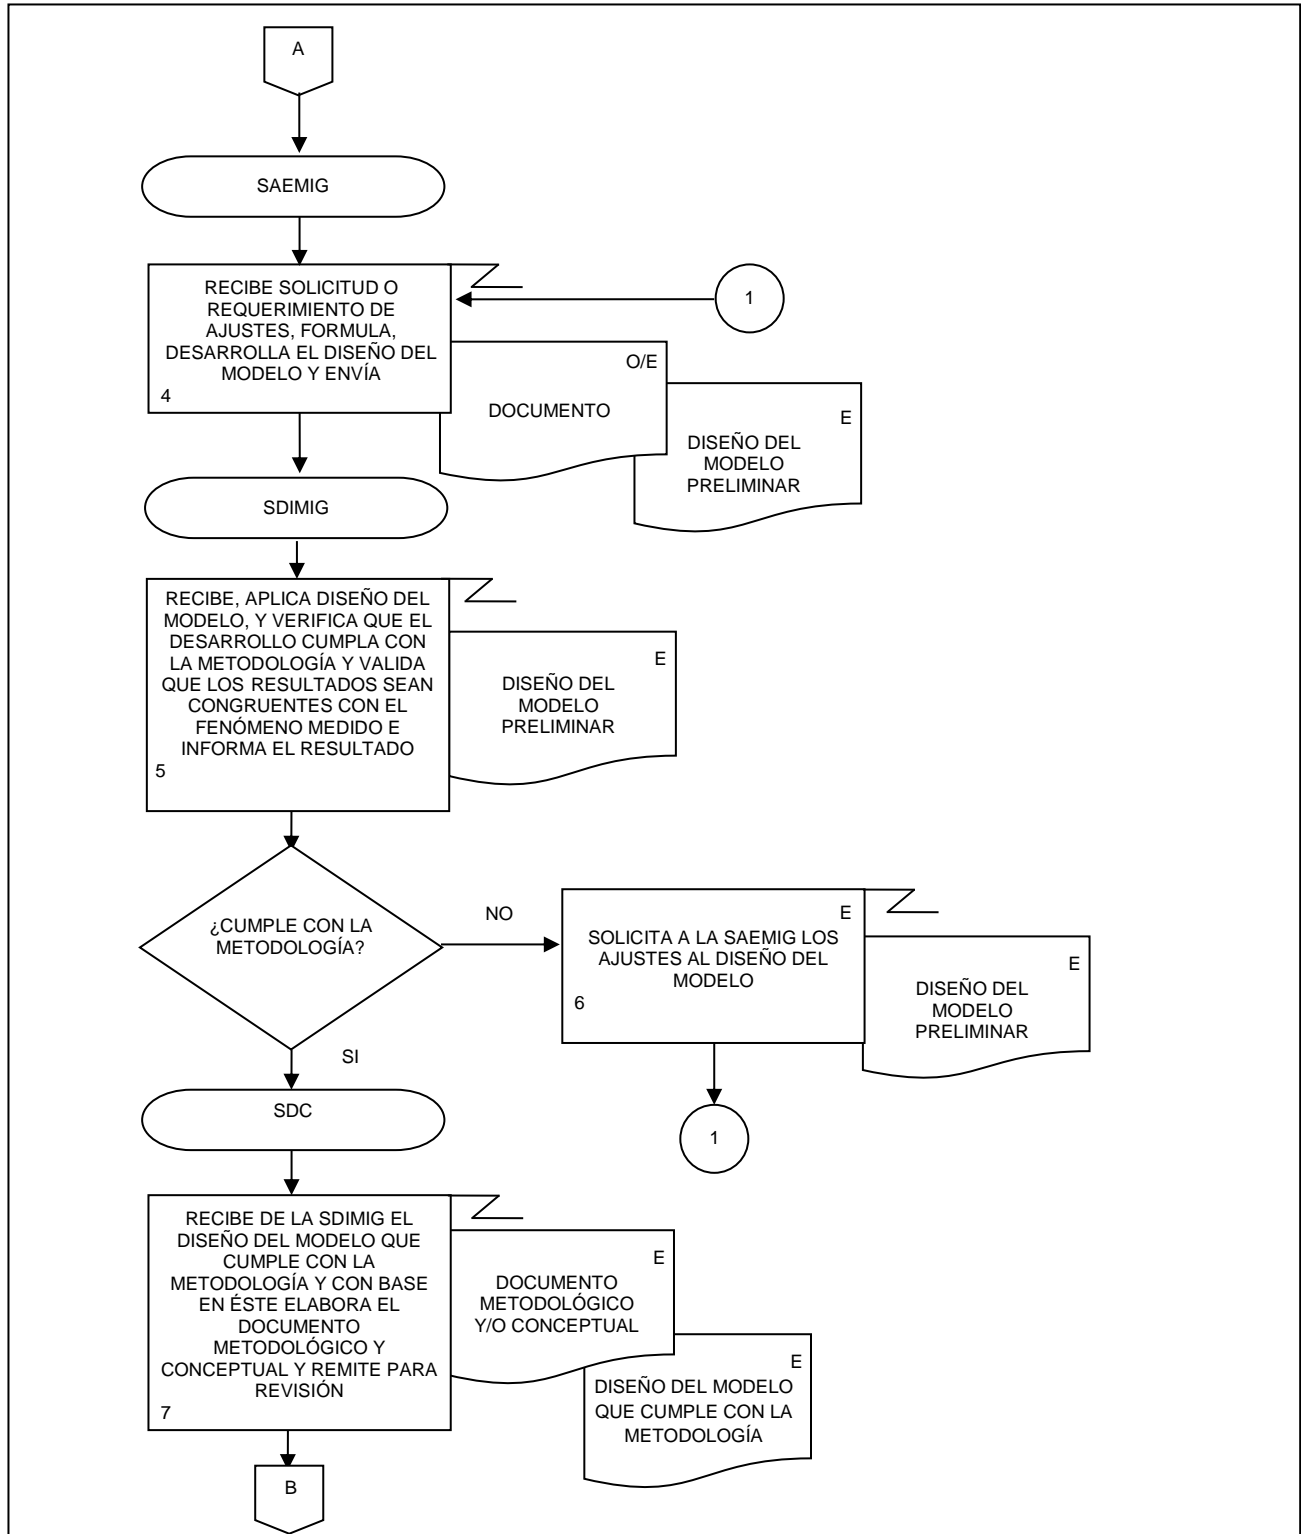 A
SAEMIG
RECIBE SOLICITUD O
REQUERIMIENTO DE
AJUSTES, FORMULA,
DESARROLLA EL DISEÑO DEL
MODELO Y ENVÍA
4
1
O/E
DOCUMENTO
E
DISEÑO DEL
MODELO
PRELIMINAR
SDIMIG
RECIBE, APLICA DISEÑO DEL
MODELO, Y VERIFICA QUE EL
DESARROLLO CUMPLA CON
LA METODOLOGÍA Y VALIDA
QUE LOS RESULTADOS SEAN
CONGRUENTES CON EL
FENÓMENO MEDIDO E
INFORMA EL RESULTADO
5
E
DISEÑO DEL
MODELO
PRELIMINAR
¿CUMPLE CON LA
METODOLOGÍA?
NO
E
SOLICITA A LA SAEMIG LOS
AJUSTES AL DISEÑO DEL
MODELO
6
E
DISEÑO DEL
MODELO
PRELIMINAR
1
SI
SDC
RECIBE DE LA SDIMIG EL
DISEÑO DEL MODELO QUE
CUMPLE CON LA
METODOLOGÍA Y CON BASE
EN ÉSTE ELABORA EL
DOCUMENTO
METODOLÓGICO Y
CONCEPTUAL Y REMITE PARA
REVISIÓN
7
E
DOCUMENTO
METODOLÓGICO
Y/O CONCEPTUAL
E
DISEÑO DEL MODELO
QUE CUMPLE CON LA
METODOLOGÍA
B